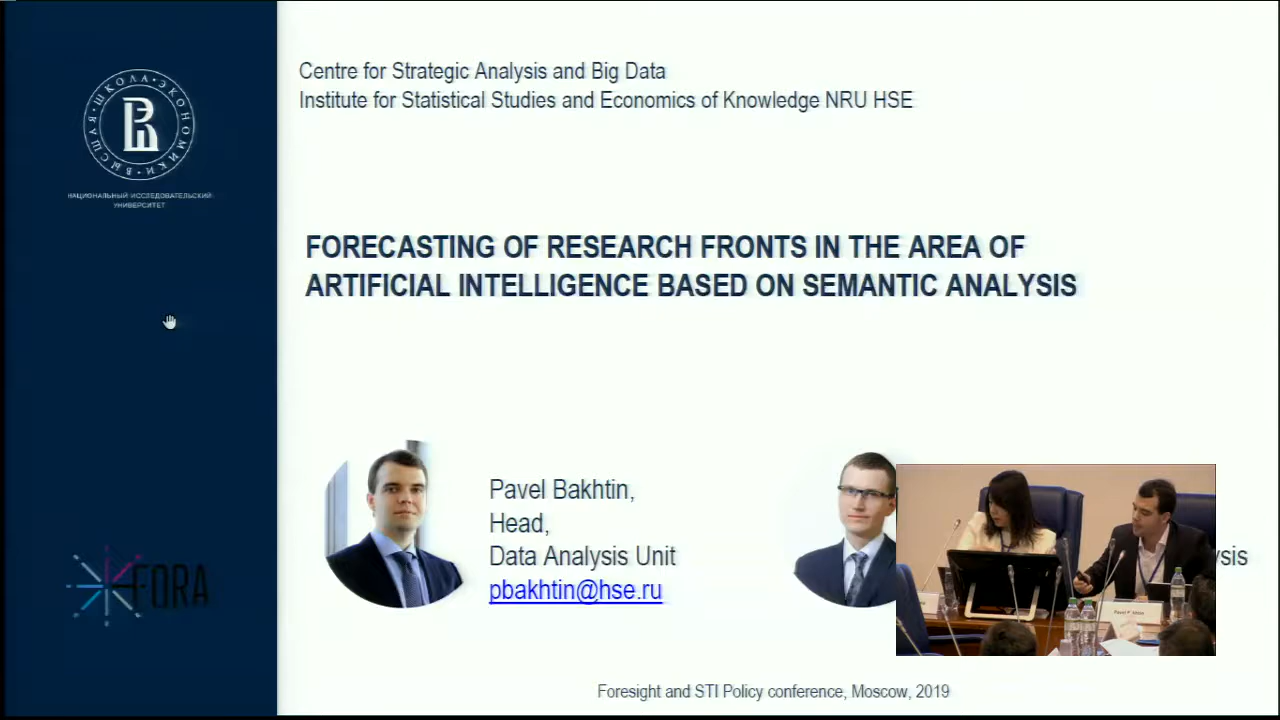 Centre for Strategic Analysis and Big Data
Institute for Statistical Studies and Economics of Knowledge NRU HSE
ВЫСШАЯ ШКОЛА ЭКОНОМИКИ
НАЦИОНАЛЬНЫЙ ИССЛЕДОВАТЕЛЬСКИЙ
УНИВЕРСИТЕТ
FORECASTING OF RESEARCH FRONTS IN THE AREA OF
ARTIFICIAL INTELLIGENCE BASED ON SEMANTIC ANALYSIS
Pavel Bakhtin,
Head,
Data Analysis Unit
pbakhtin@hse.ru
ysis
FORA
Foresight and STI Policy conference, Moscow, 2019